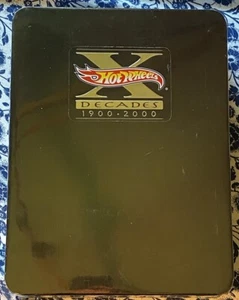 X
Hot Wheels
DECADES
1900-2000